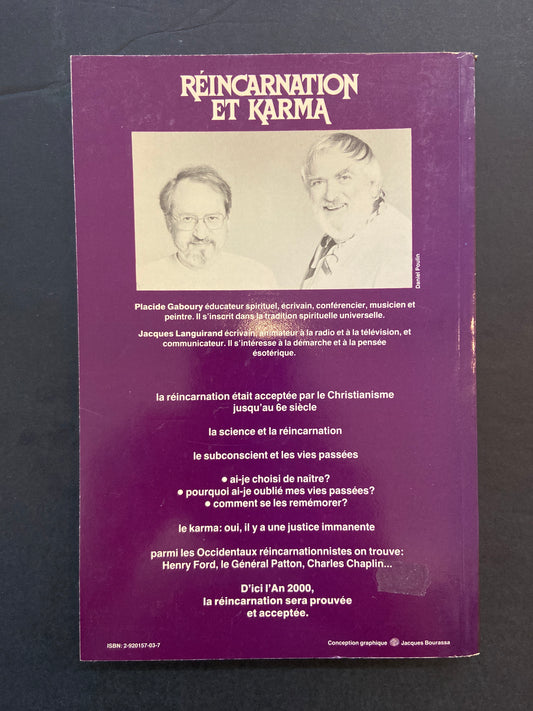 RÉINCARNATION
ET KARMA
Daniel Poulin
Placide Gaboury éducateur spirituel, écrivain, conférencier, musicien et
peintre. Il s'inscrit dans la tradition spirituelle universelle.
Jacques Languirand écrivain, animateur à la radio et à la télévision, et
communicateur. Il s'intéresse à la démarche et à la pensée
ésotérique.
la réincarnation était acceptée par le Christianisme
jusqu'au 6e siècle
la science et la réincarnation
le subconscient et les vies passées
● ai-je choisi de naître?
● pourquoi ai-je oublié mes vies passées?
● comment se les remémorer?
le karma: oui, il y a une justice immanente
parmi les Occidentaux réincarnationnistes on trouve:
Henry Ford, le Général Patton, Charles Chaplin...
D'ici l'An 2000,
la réincarnation sera prouvée
et acceptée.
ISBN: 2-920157-03-7
Conception graphique Jacques Bourassa